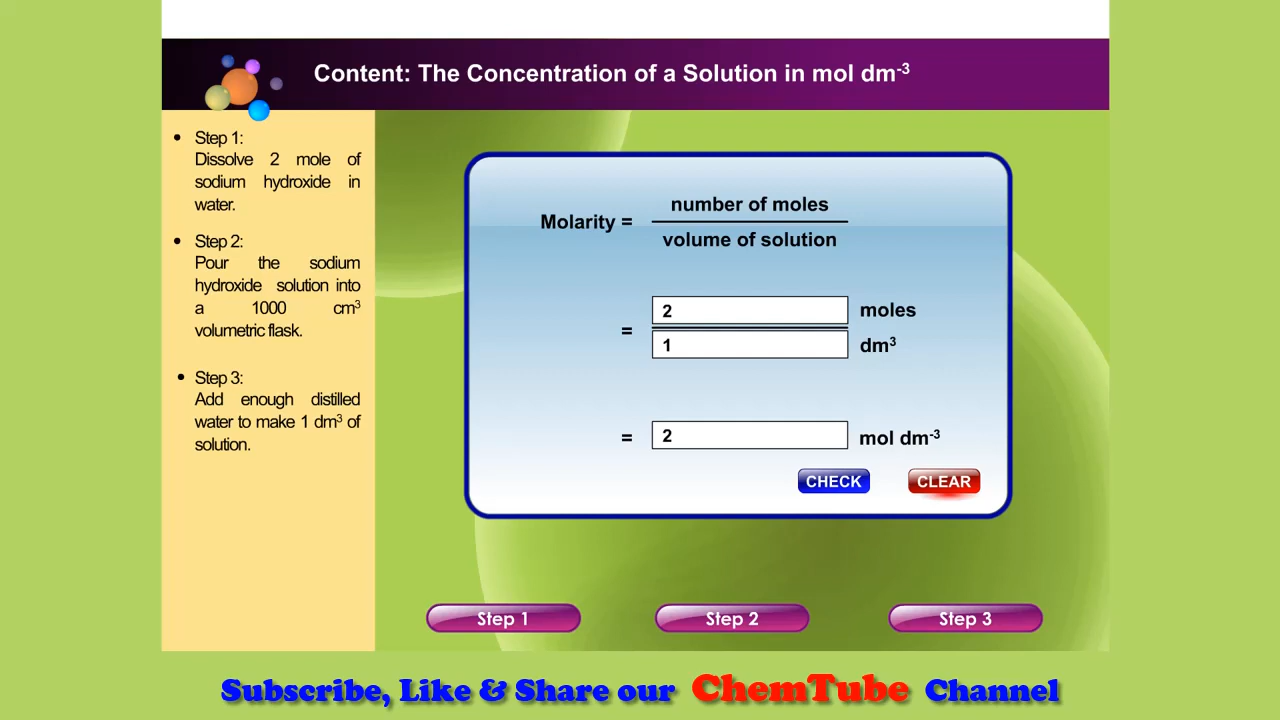 Content: The Concentration of a Solution in mol dm⁻³
• Step 1:
Dissolve 2 mole of
sodium hydroxide in
water.
• Step 2:
Pour the sodium
hydroxide solution into
a 1000 cm³
volumetric flask.
• Step 3:
Add enough distilled
water to make 1 dm³ of
solution.
Molarity = number of moles
volume of solution
= 2 moles
1 dm³
= 2 mol dm⁻³
CHECK CLEAR
Step 1 Step 2 Step 3
Subscribe, Like & Share our ChemTube Channel